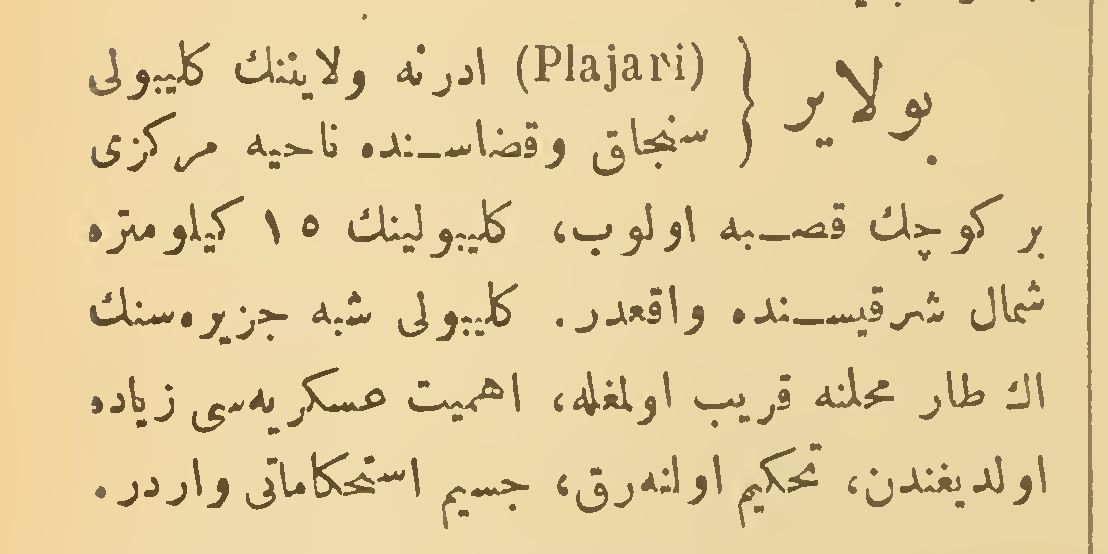 بولاير { (Plajari) ادرنه ولايتنك كليبولى
سنجاق وقضاسنده ناحيه مركزى
بر كوچك قصبه اولوب، كليبولينك ١٥ كيلومتره
شمال شرقيسنده واقعدر. كليبولى شبه جزيره‌سنك
اك طار محلنه قريب اولمغله، اهميت عسكريه‌سى زياده
اولديغندن، تحكيم اولنه‌رق، جسيم استحكاماتى واردر.